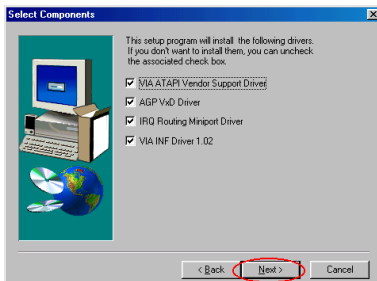 Select Components
This setup program will install the following drivers.
If you don't want to install them, you can uncheck
the associated check box.
VIA ATAPI Vendor Support Driver
AGP VxD Driver
IRQ Routing Miniport Driver
VIA INF Driver 1.02
< Back Next > Cancel